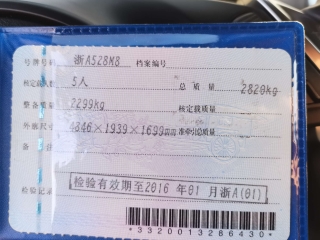 号牌号码 浙A5Z8M8 档案编号
核定载人数 5人 总质量 2820kg
整备质量 2299kg 核定载质量
外廓尺寸 4846×1939×1699mm 准牵引总质量
备注
检验记录 检验有效期至2016年01月浙A(01)
*3320013286430*